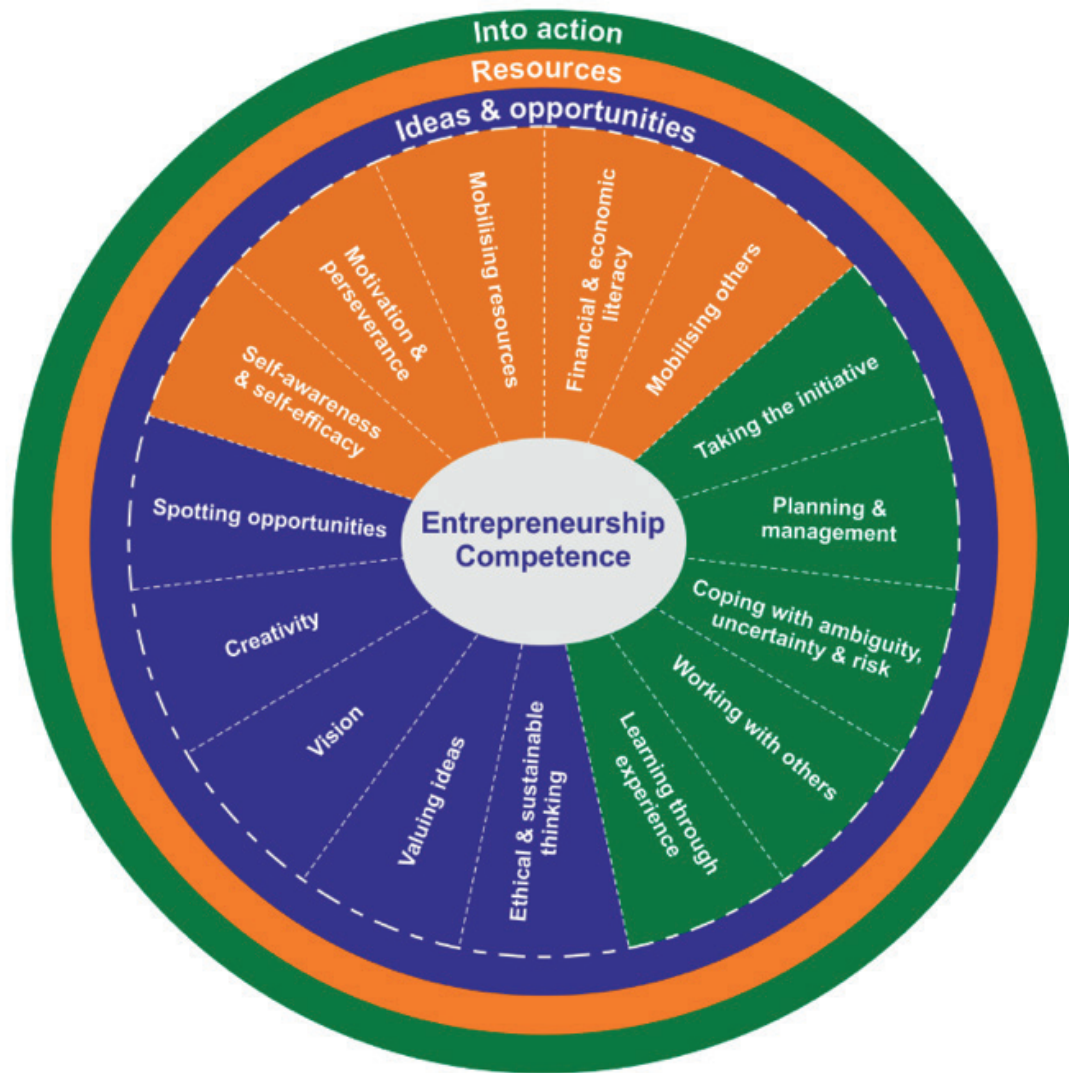 Into action
Resources
Ideas & opportunities
Self-awareness
& self-efficacy
Motivation &
perseverance
Mobilising resources
Financial & economic
literacy
Mobilising others
Taking the initiative
Planning &
management
Coping with ambiguity,
uncertainty & risk
Working with others
Learning through
experience
Ethical & sustainable
thinking
Valuing ideas
Vision
Creativity
Spotting opportunities
Entrepreneurship
Competence